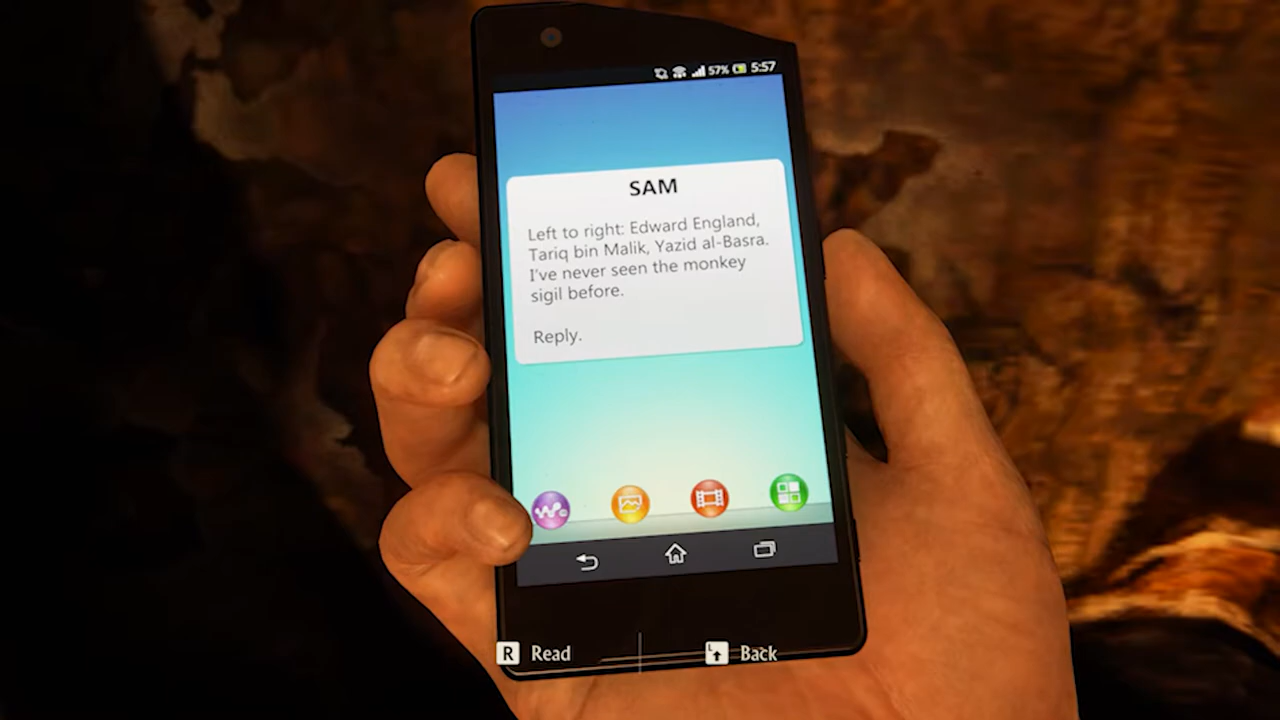 57% 5:57
SAM
Left to right: Edward England,
Tariq bin Malik, Yazid al-Basra.
I've never seen the monkey
sigil before.
Reply.
R Read
L Back